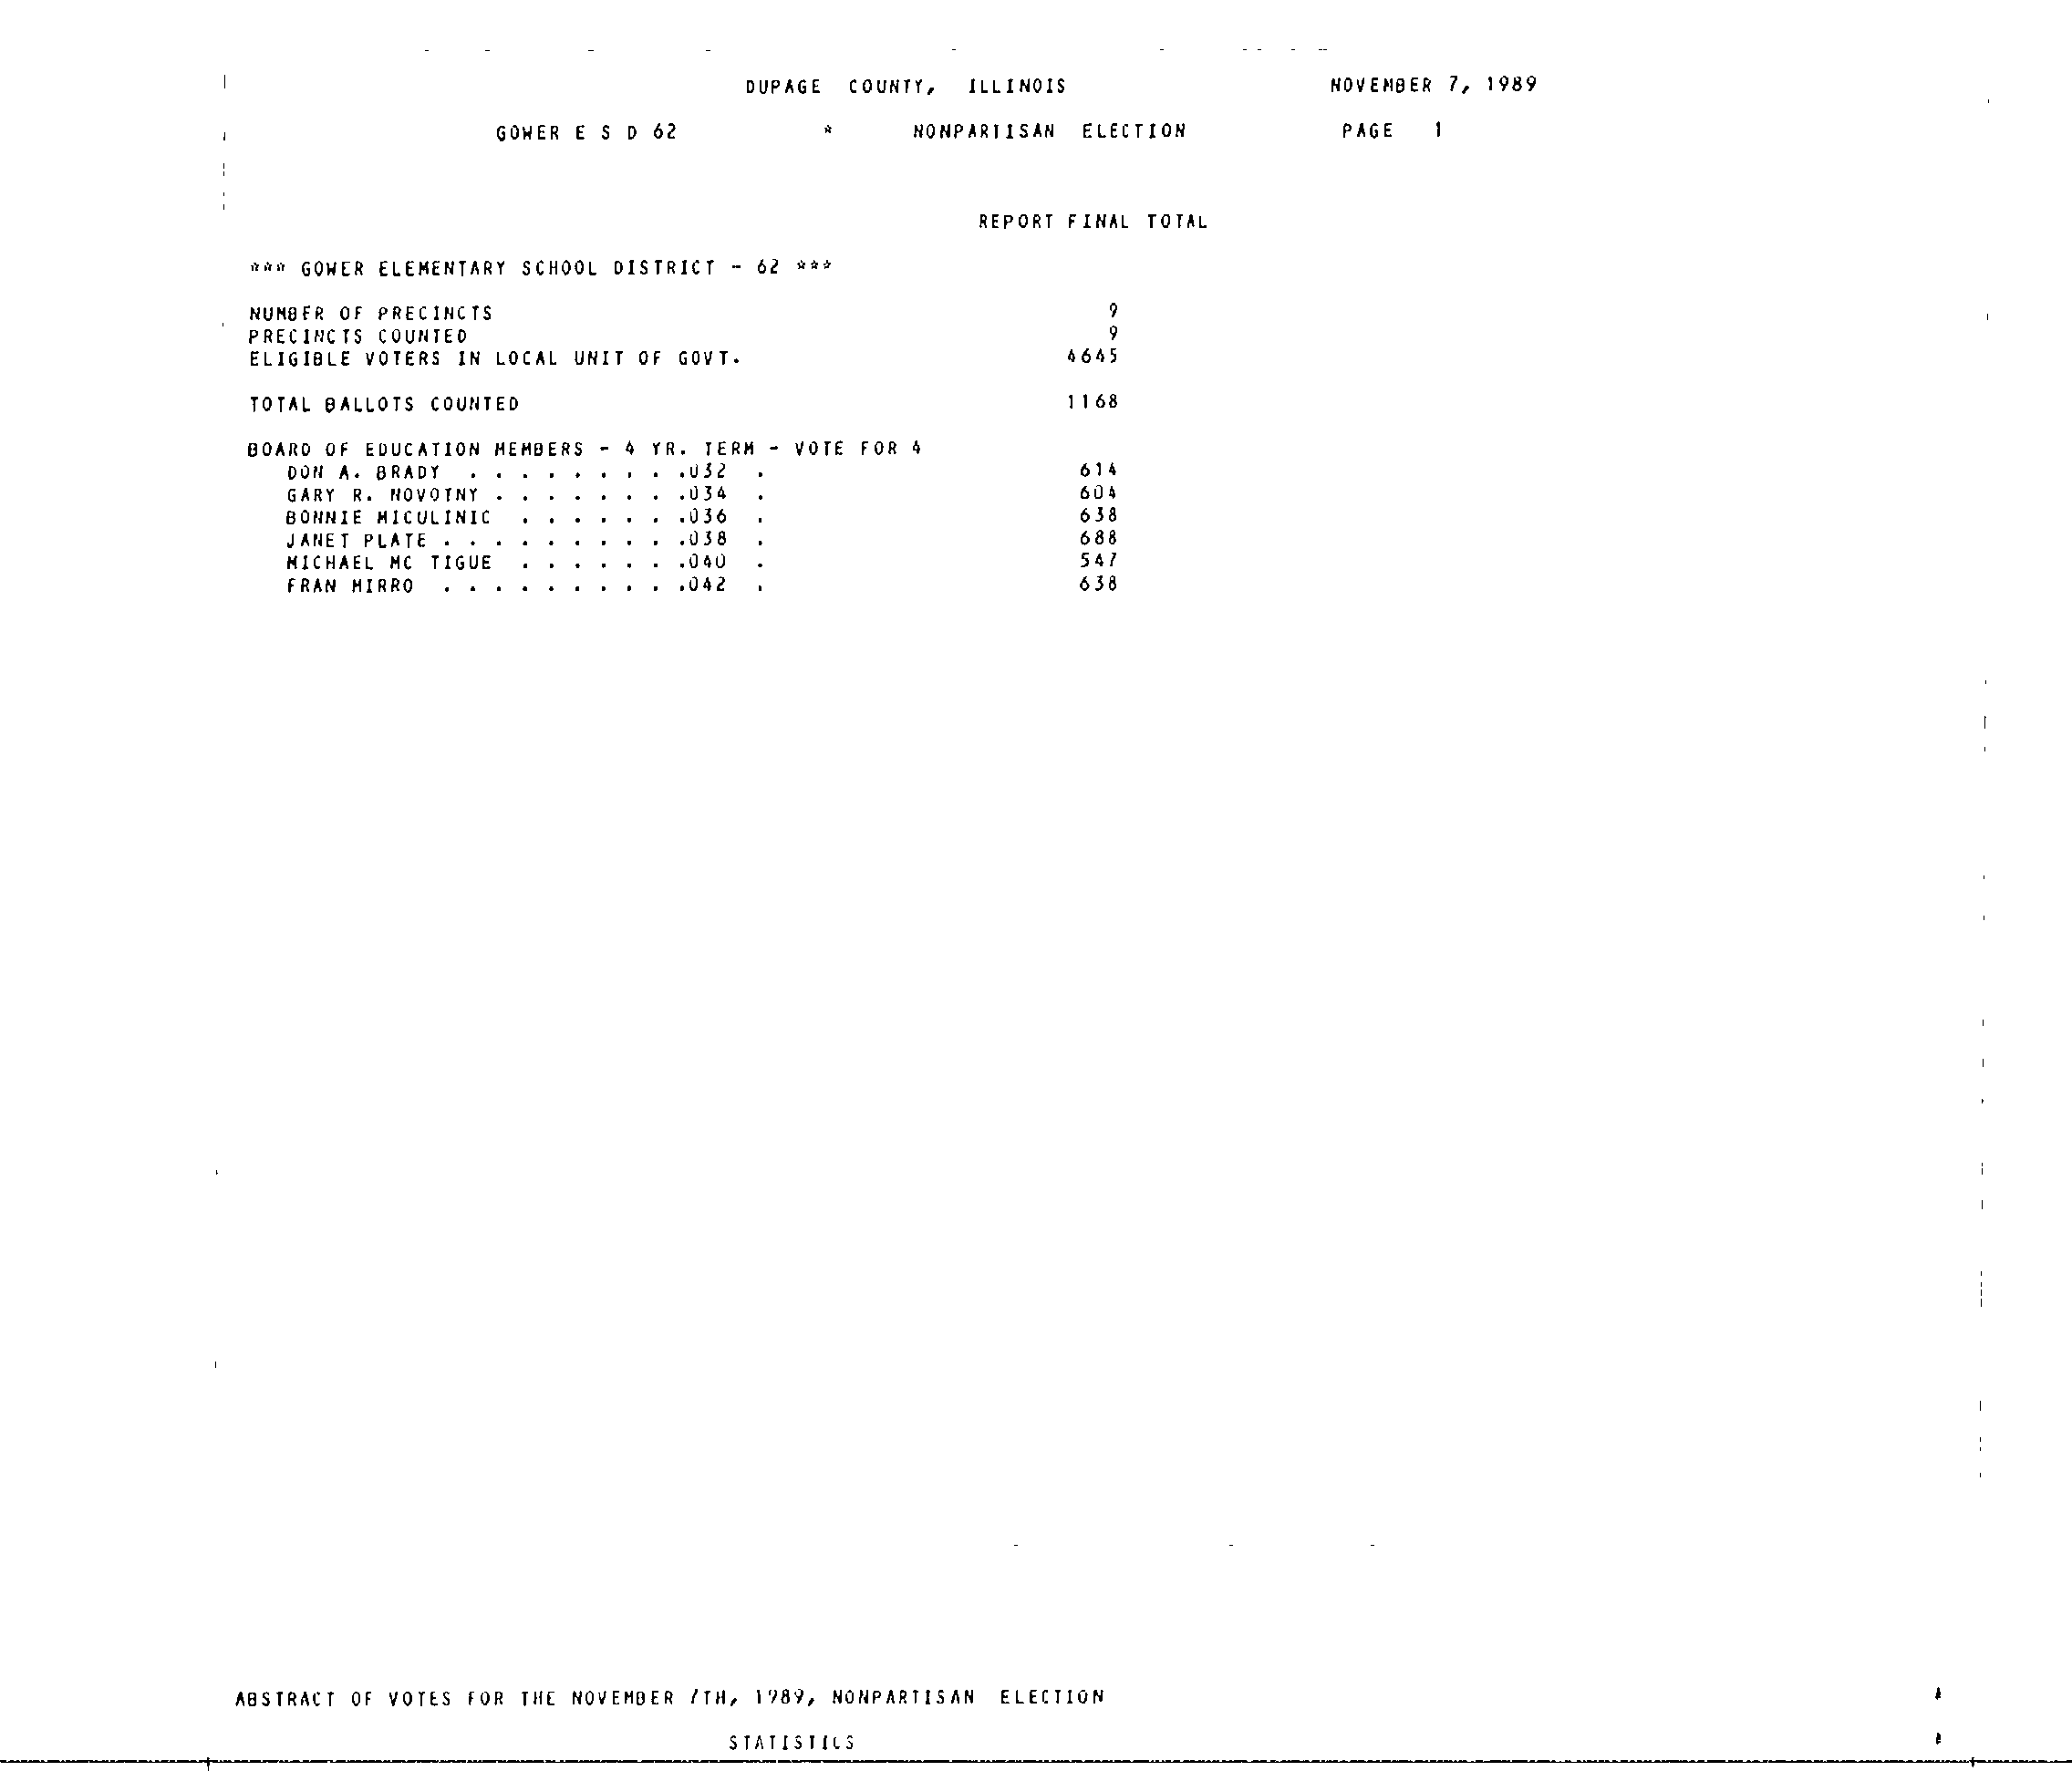 DUPAGE COUNTY, ILLINOIS NOVEMBER 7, 1989
GOWER E S D 62 * NONPARTISAN ELECTION PAGE 1
REPORT FINAL TOTAL
*** GOWER ELEMENTARY SCHOOL DISTRICT - 62 ***
NUMBER OF PRECINCTS 9
PRECINCTS COUNTED 9
ELIGIBLE VOTERS IN LOCAL UNIT OF GOVT. 4645
TOTAL BALLOTS COUNTED 1168
BOARD OF EDUCATION MEMBERS - 4 YR. TERM - VOTE FOR 4
DON A. BRADY . . . . . . . . .032 . 614
GARY R. NOVOTNY . . . . . . . .034 . 604
BONNIE MICULINIC . . . . . . .036 . 638
JANET PLATE . . . . . . . . . .038 . 688
MICHAEL MC TIGUE . . . . . . .040 . 547
FRAN MIRRO . . . . . . . . . .042 . 638
ABSTRACT OF VOTES FOR THE NOVEMBER 7TH, 1989, NONPARTISAN ELECTION
STATISTICS